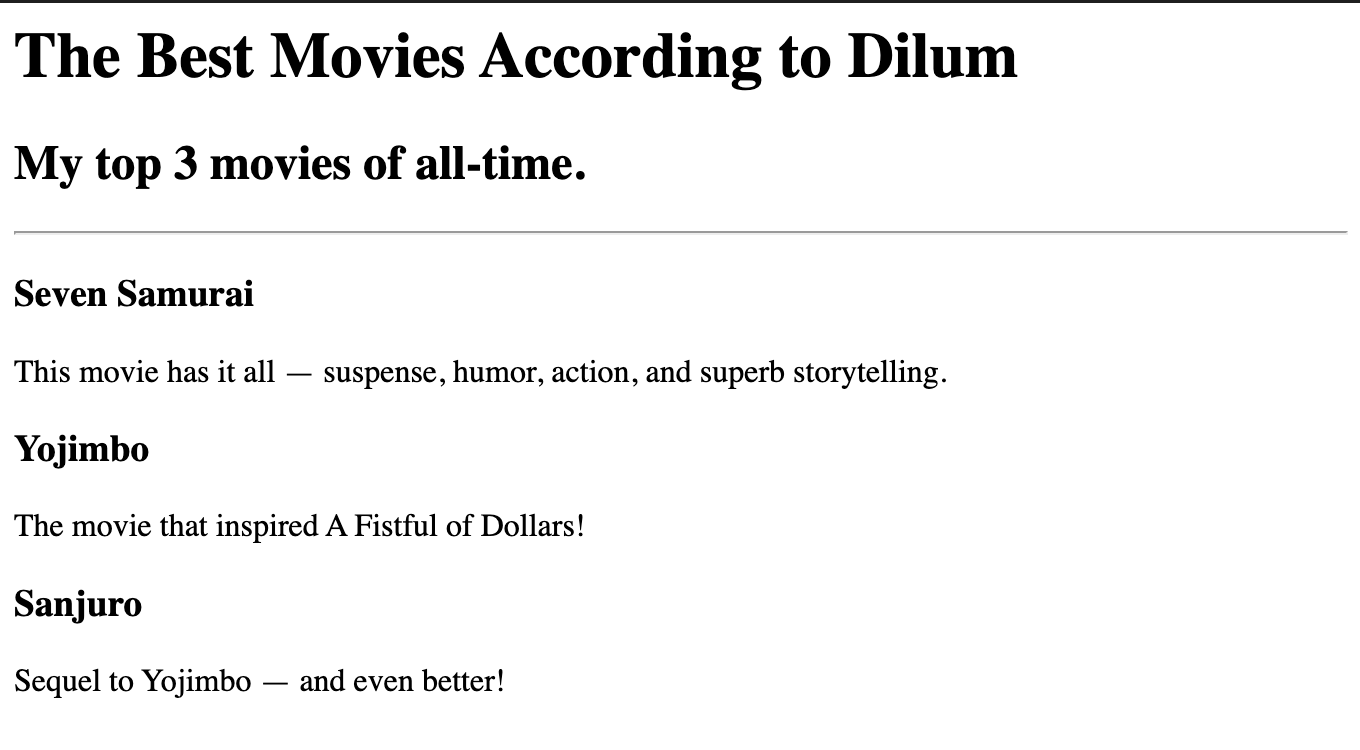 The Best Movies According to Dilum
My top 3 movies of all-time.
Seven Samurai
This movie has it all — suspense, humor, action, and superb storytelling.
Yojimbo
The movie that inspired A Fistful of Dollars!
Sanjuro
Sequel to Yojimbo — and even better!